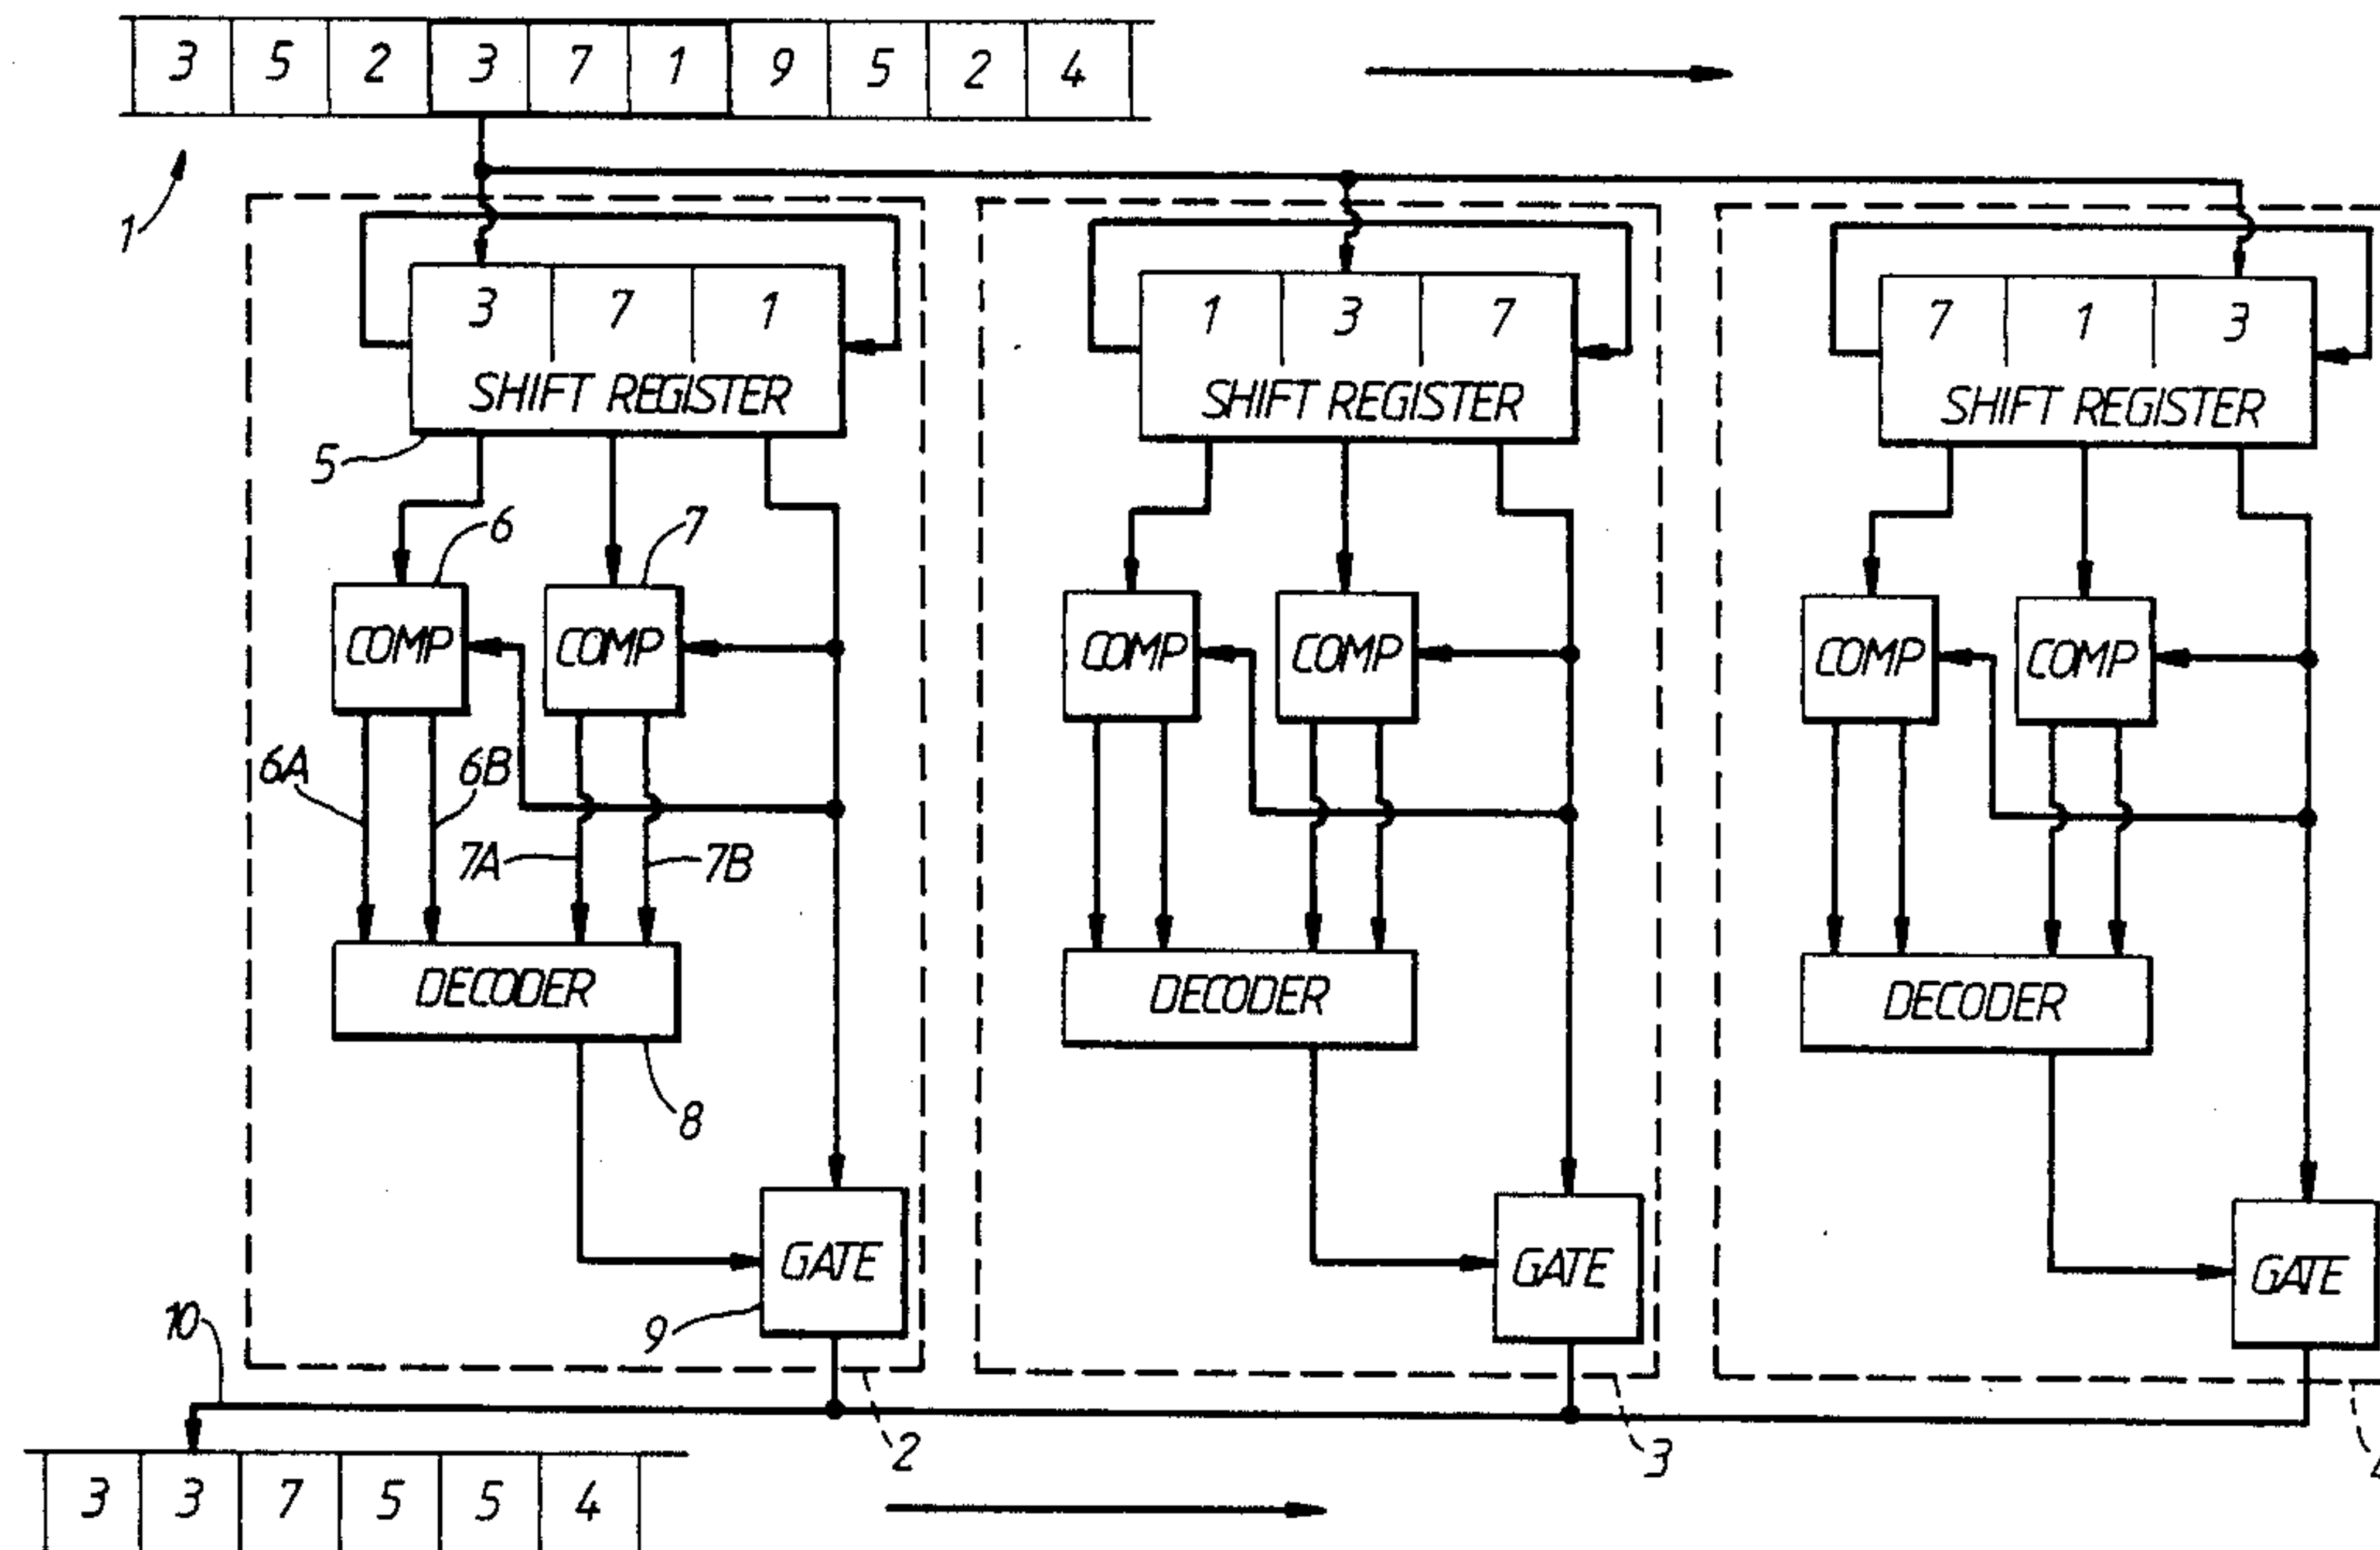 3 5 2 3 7 1 9 5 2 4
1
3 7 1
SHIFT REGISTER
1 3 7
SHIFT REGISTER
7 1 3
SHIFT REGISTER
5
6
7
COMP COMP
COMP COMP
COMP COMP
6A
6B
7A
7B
DECODER
DECODER
DECODER
8
GATE
GATE
GATE
9
10
2
3
3 3 7 5 5 4